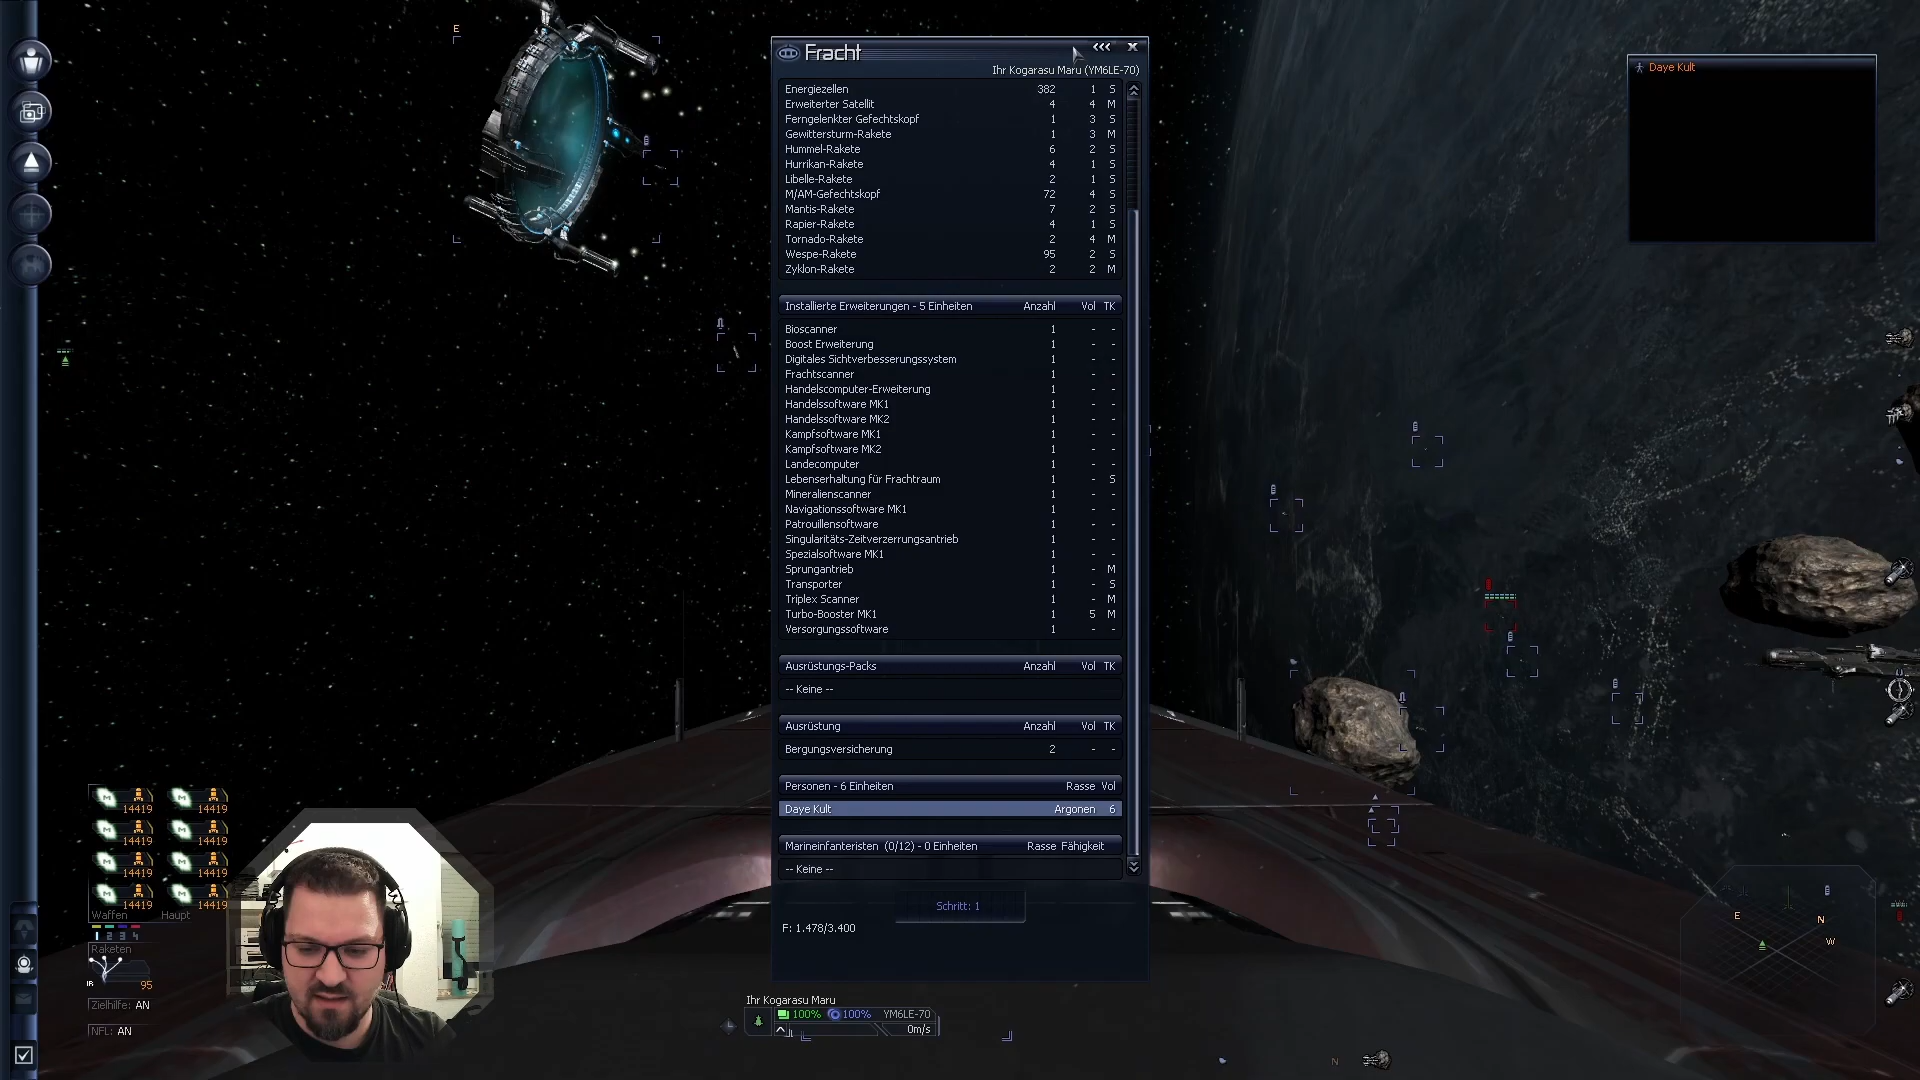 E
Fracht
Ihr Kogarasu Maru (YM6LE-70)
Energiezellen 382 1 S
Erweiterter Satellit 4 4 M
Ferngelenkter Gefechtskopf 1 3 S
Gewittersturm-Rakete 1 3 M
Hummel-Rakete 6 2 S
Hurrikan-Rakete 4 1 S
Libelle-Rakete 2 1 S
M/AM-Gefechtskopf 72 4 S
Mantis-Rakete 7 2 S
Rapier-Rakete 4 1 S
Tornado-Rakete 2 4 M
Wespe-Rakete 95 2 S
Zyklon-Rakete 2 2 M
Installierte Erweiterungen - 5 Einheiten Anzahl Vol TK
Bioscanner 1 - -
Boost Erweiterung 1 - -
Digitales Sichtverbesserungssystem 1 - -
Frachtscanner 1 - -
Handelscomputer-Erweiterung 1 - -
Handelssoftware MK1 1 - -
Handelssoftware MK2 1 - -
Kampfsoftware MK1 1 - -
Kampfsoftware MK2 1 - -
Landecomputer 1 - -
Lebenserhaltung für Frachtraum 1 - S
Mineralienscanner 1 - -
Navigationssoftware MK1 1 - -
Patrouillensoftware 1 - -
Singularitäts-Zeitverzerrungsantrieb 1 - -
Spezialsoftware MK1 1 - -
Sprungantrieb 1 - M
Transporter 1 - S
Triplex Scanner 1 - M
Turbo-Booster MK1 1 5 M
Versorgungssoftware 1 - -
Ausrüstungs-Packs Anzahl Vol TK
-- Keine --
Ausrüstung Anzahl Vol TK
Bergungsversicherung 2 - -
Personen - 6 Einheiten Rasse Vol
Daye Kult Argonen 6
Marineinfanteristen (0/12) - 0 Einheiten Rasse Fähigkeit
-- Keine --
Schritt: 1
F: 1.478/3.400
Daye Kult
14419 14419
14419 14419
14419 14419
14419 14419
Waffen Haupt
1 2 3 4
Raketen
95
Zielhilfe: AN
NFL: AN
Ihr Kogarasu Maru
100% 100% YM6LE-70
0m/s
E N
W
N